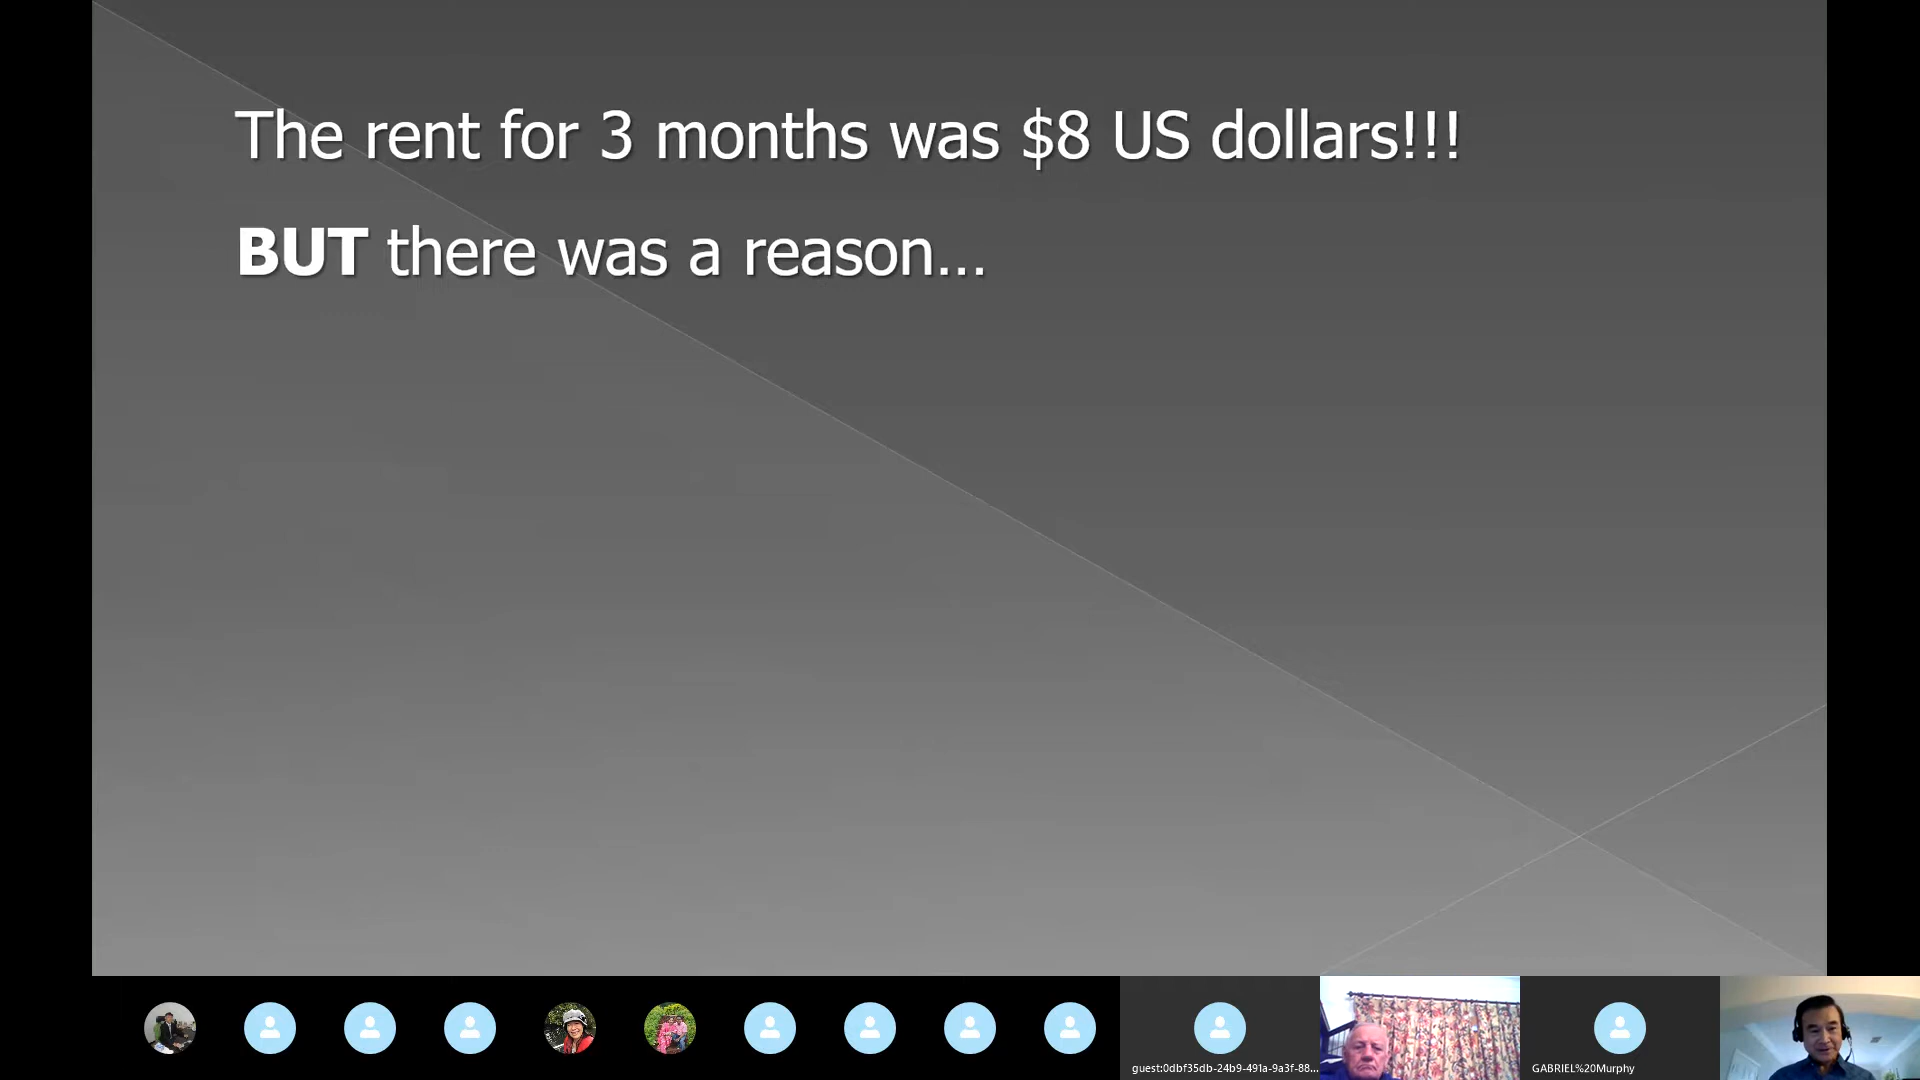 The rent for 3 months was $8 US dollars!!!
BUT there was a reason...
guest:0dbf35db-24b9-491a-9a3f-88...
GABRIEL%20Murphy